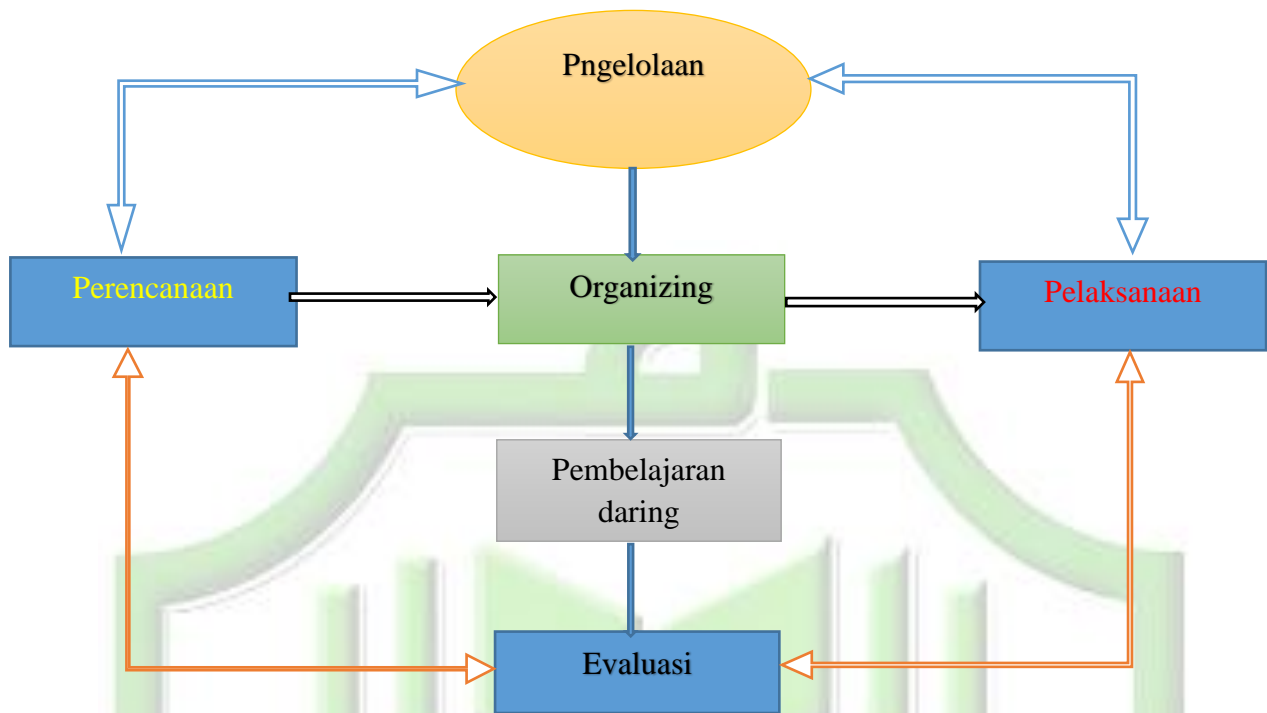 Pngelolaan
Perencanaan
Organizing
Pelaksanaan
Pembelajaran
daring
Evaluasi